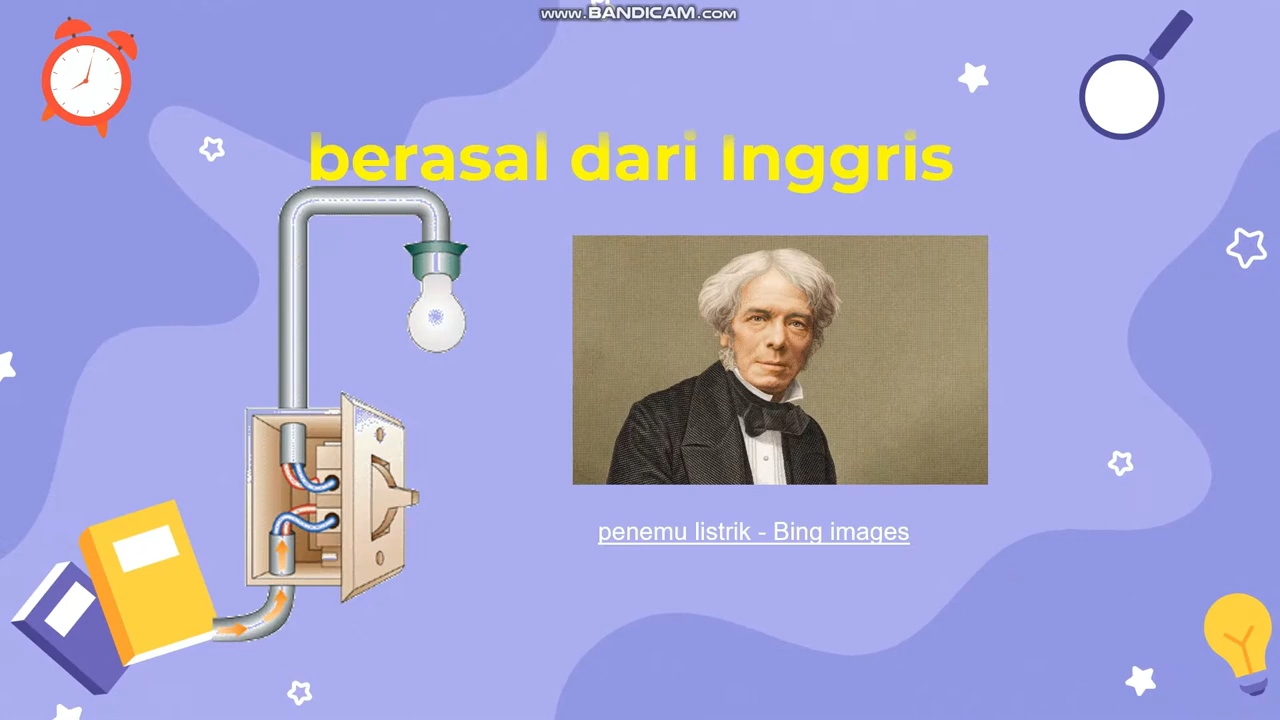 www.BANDICAM.com
berasal dari Inggris
penemu listrik - Bing images